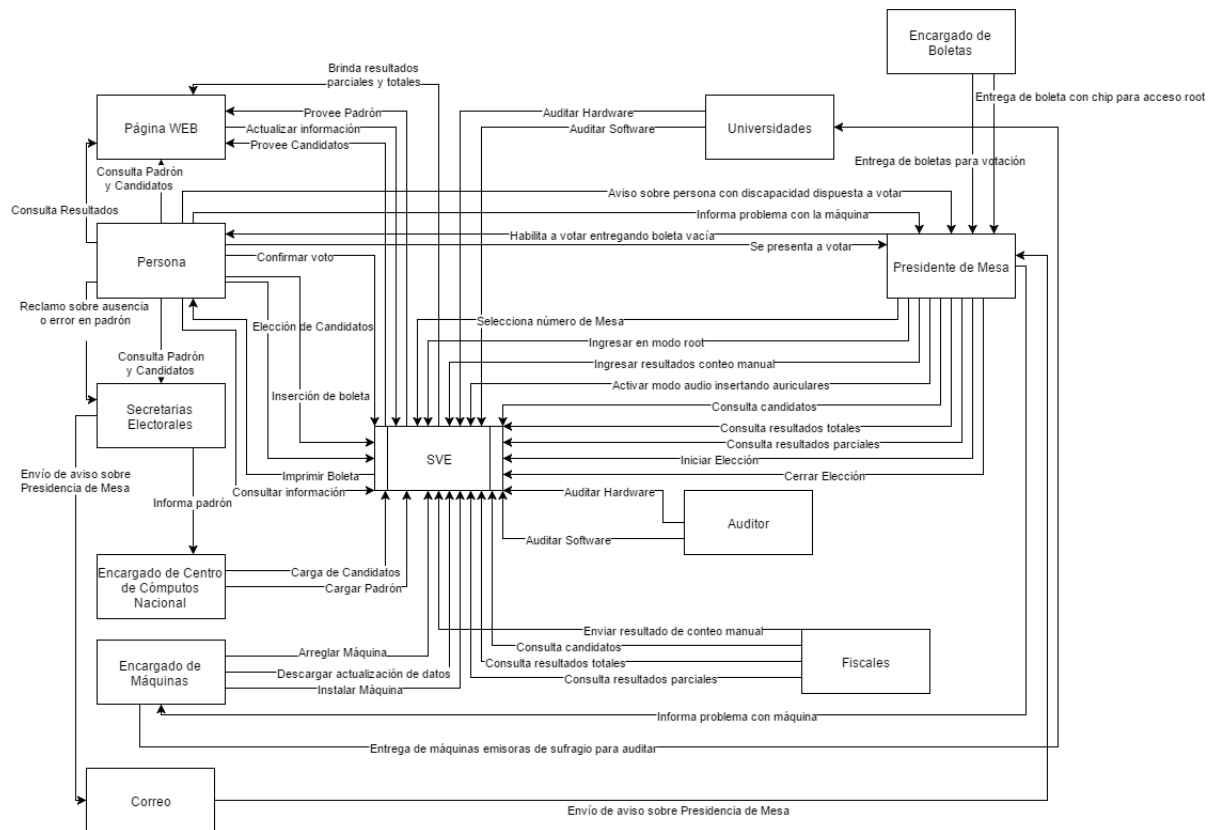 Encargado de
Boletas
Brinda resultados
parciales y totales
Entrega de boleta con chip para acceso root
Página WEB
Provee Padrón
Actualizar información
Provee Candidatos
Auditar Hardware
Auditar Software
Universidades
Entrega de boletas para votación
Consulta Padrón
y Candidatos
Consulta Resultados
Aviso sobre persona con discapacidad dispuesta a votar
Informa problema con la máquina
Habilita a votar entregando boleta vacía
Se presenta a votar
Persona
Confirmar voto
Presidente de Mesa
Reclamo sobre ausencia
o error en padrón
Elección de Candidatos
Selecciona número de Mesa
Ingresar en modo root
Consulta Padrón
y Candidatos
Ingresar resultados conteo manual
Activar modo audio insertando auriculares
Secretarias
Electorales
Inserción de boleta
Consulta candidatos
Consulta resultados totales
Consulta resultados parciales
SVE
Iniciar Elección
Cerrar Elección
Envío de aviso sobre
Presidencia de Mesa
Imprimir Boleta
Consultar información
Informa padrón
Auditar Hardware
Auditar Software
Auditor
Encargado de Centro
de Cómputos
Nacional
Carga de Candidatos
Cargar Padrón
Enviar resultado de conteo manual
Consulta candidatos
Consulta resultados totales
Consulta resultados parciales
Fiscales
Encargado de
Máquinas
Arreglar Máquina
Descargar actualización de datos
Instalar Máquina
Informa problema con máquina
Entrega de máquinas emisoras de sufragio para auditar
Correo
Envío de aviso sobre Presidencia de Mesa